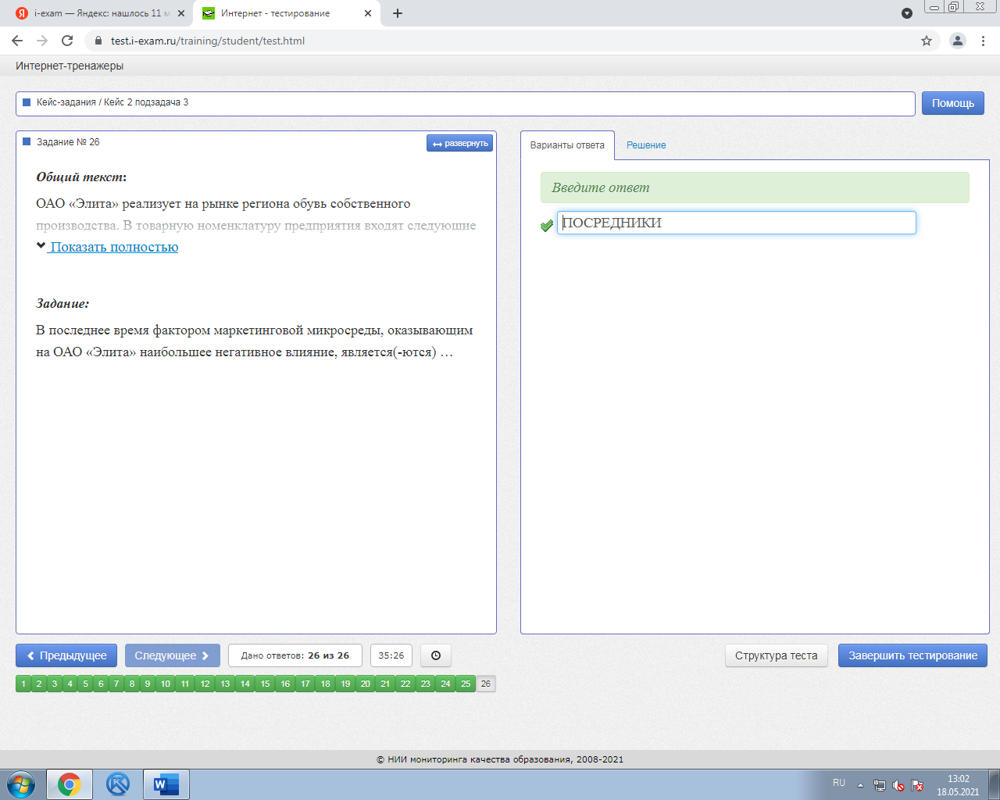 i-exam — Яндекс: нашлось 11 м
Интернет - тестирование
test.i-exam.ru/training/student/test.html
Интернет-тренажеры
Кейс-задания / Кейс 2 подзадача 3
Помощь
Задание № 26
развернуть
Общий текст:
ОАО «Элита» реализует на рынке региона обувь собственного
производства. В товарную номенклатуру предприятия входят следующие
Показать полностью
Задание:
В последнее время фактором маркетинговой микросреды, оказывающим
на ОАО «Элита» наибольшее негативное влияние, является(-ются) …
Варианты ответа
Решение
Введите ответ
ПОСРЕДНИКИ
Предыдущее
Следующее
Дано ответов: 26 из 26
35:26
Структура теста
Завершить тестирование
1 2 3 4 5 6 7 8 9 10 11 12 13 14 15 16 17 18 19 20 21 22 23 24 25 26
© НИИ мониторинга качества образования, 2008-2021
RU
13:02
18.05.2021